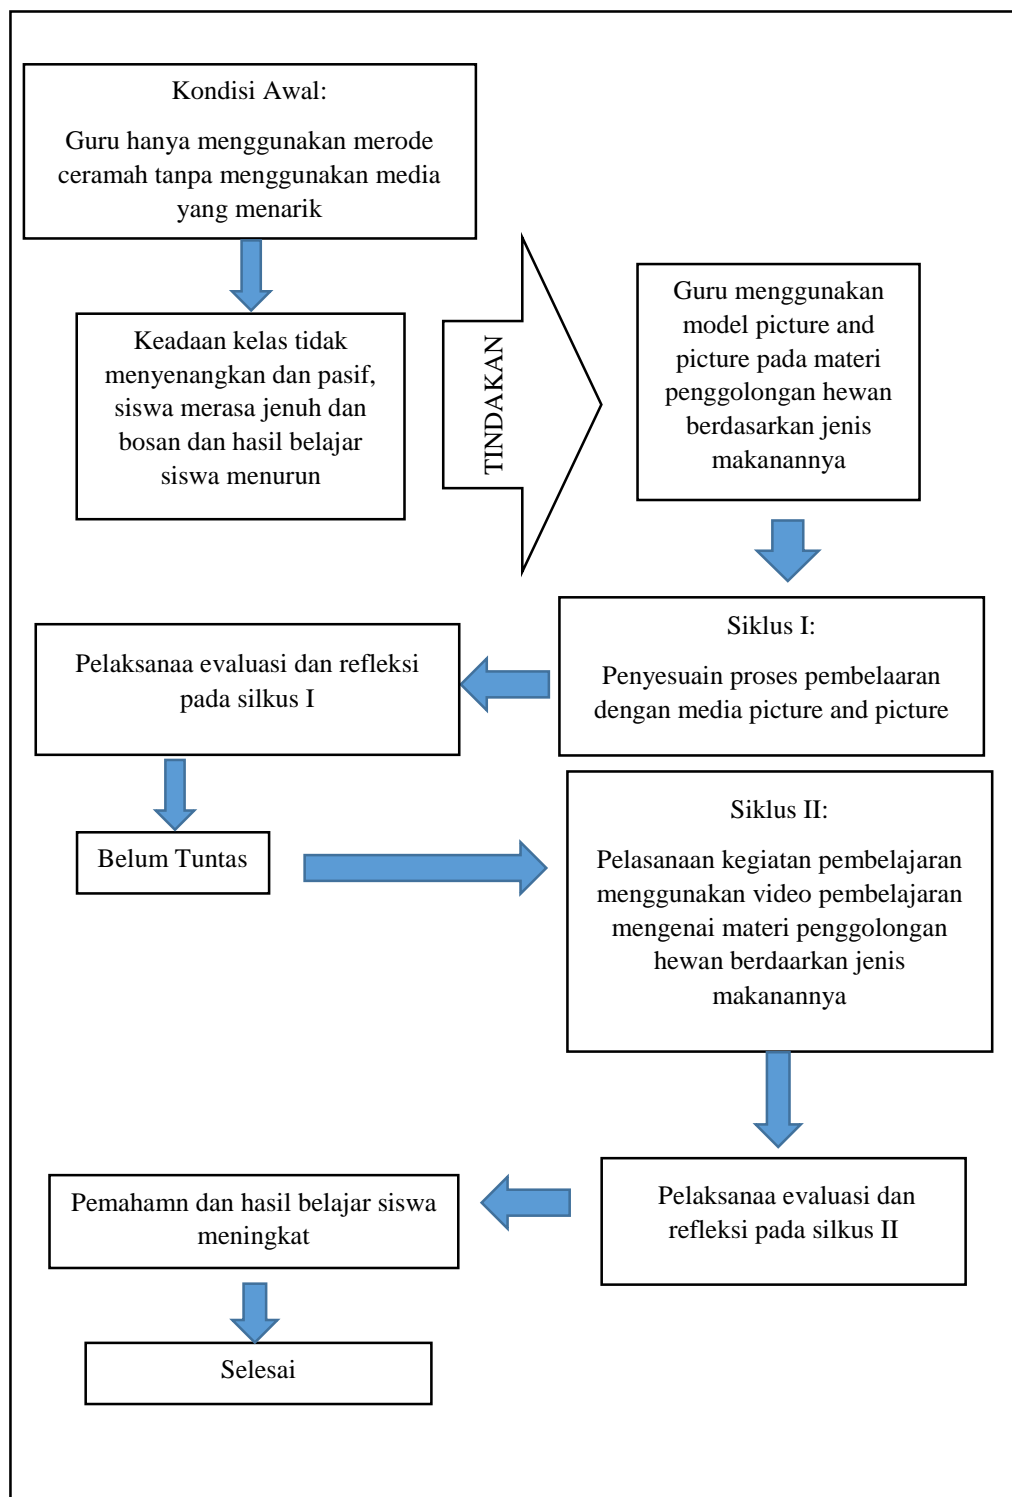 Kondisi Awal:
Guru hanya menggunakan merode
ceramah tanpa menggunakan media
yang menarik
Keadaan kelas tidak
menyenangkan dan pasif,
siswa merasa jenuh dan
bosan dan hasil belajar
siswa menurun
TINDAKAN
Guru menggunakan
model picture and
picture pada materi
penggolongan hewan
berdasarkan jenis
makanannya
Siklus I:
Penyesuain proses pembelaaran
dengan media picture and picture
Pelaksanaa evaluasi dan refleksi
pada silkus I
Belum Tuntas
Siklus II:
Pelasanaan kegiatan pembelajaran
menggunakan video pembelajaran
mengenai materi penggolongan
hewan berdaarkan jenis
makanannya
Pelaksanaa evaluasi dan
refleksi pada silkus II
Pemahamn dan hasil belajar siswa
meningkat
Selesai